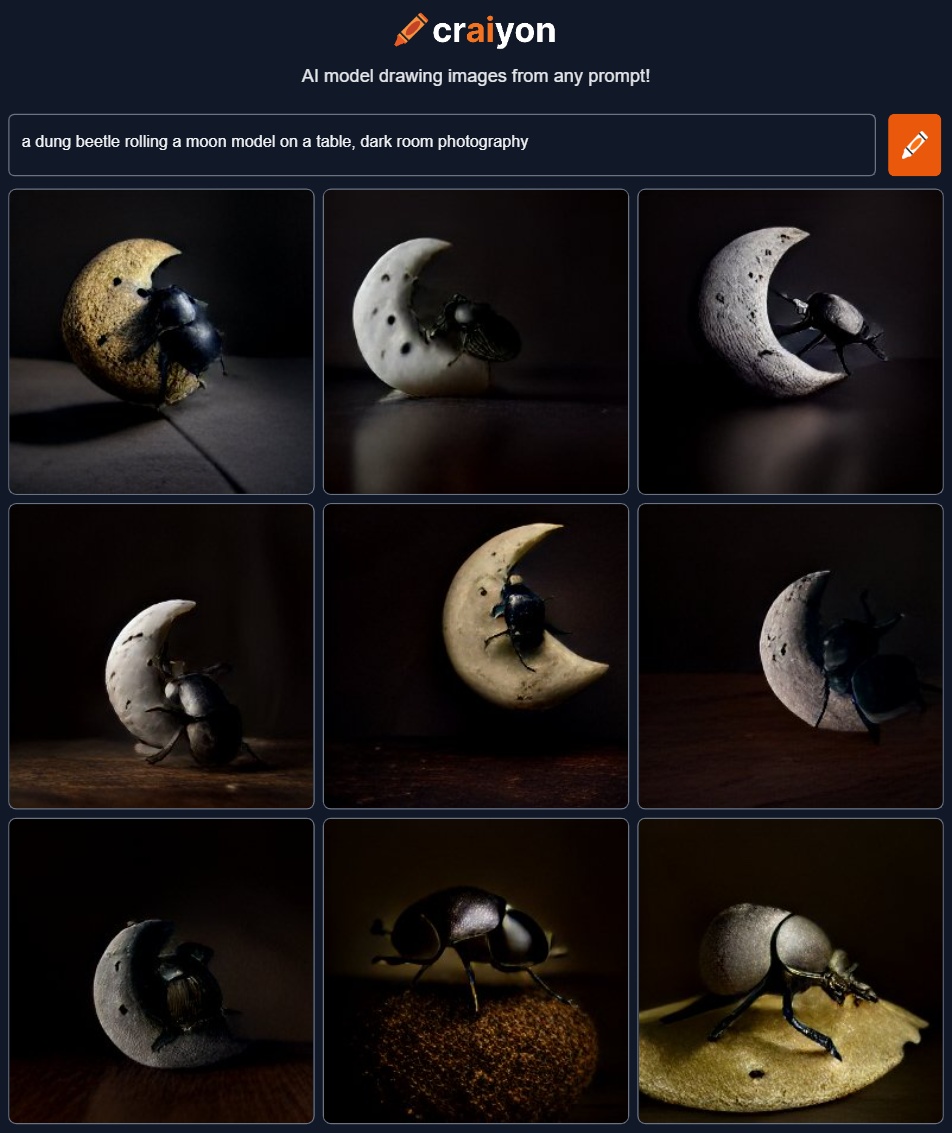 craiyon
AI model drawing images from any prompt!
a dung beetle rolling a moon model on a table, dark room photography